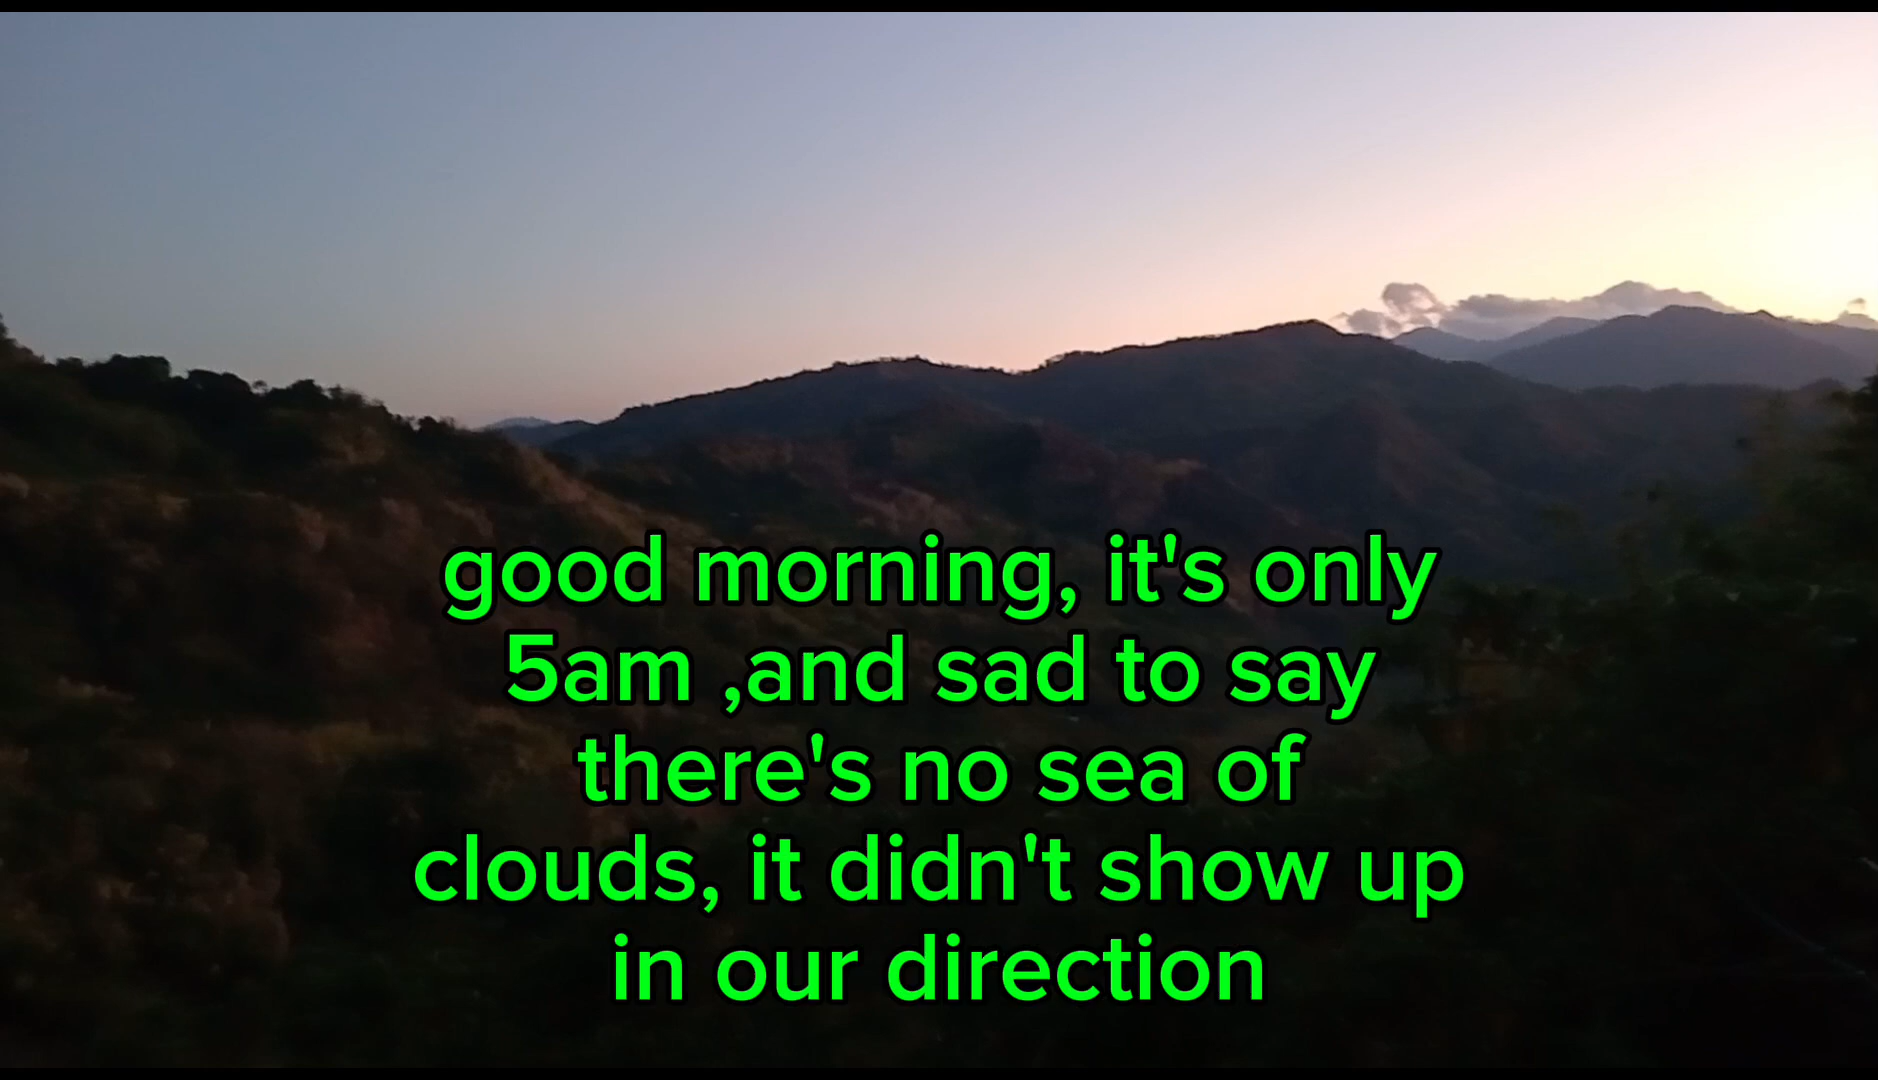 good morning, it's only
5am ,and sad to say
there's no sea of
clouds, it didn't show up
in our direction